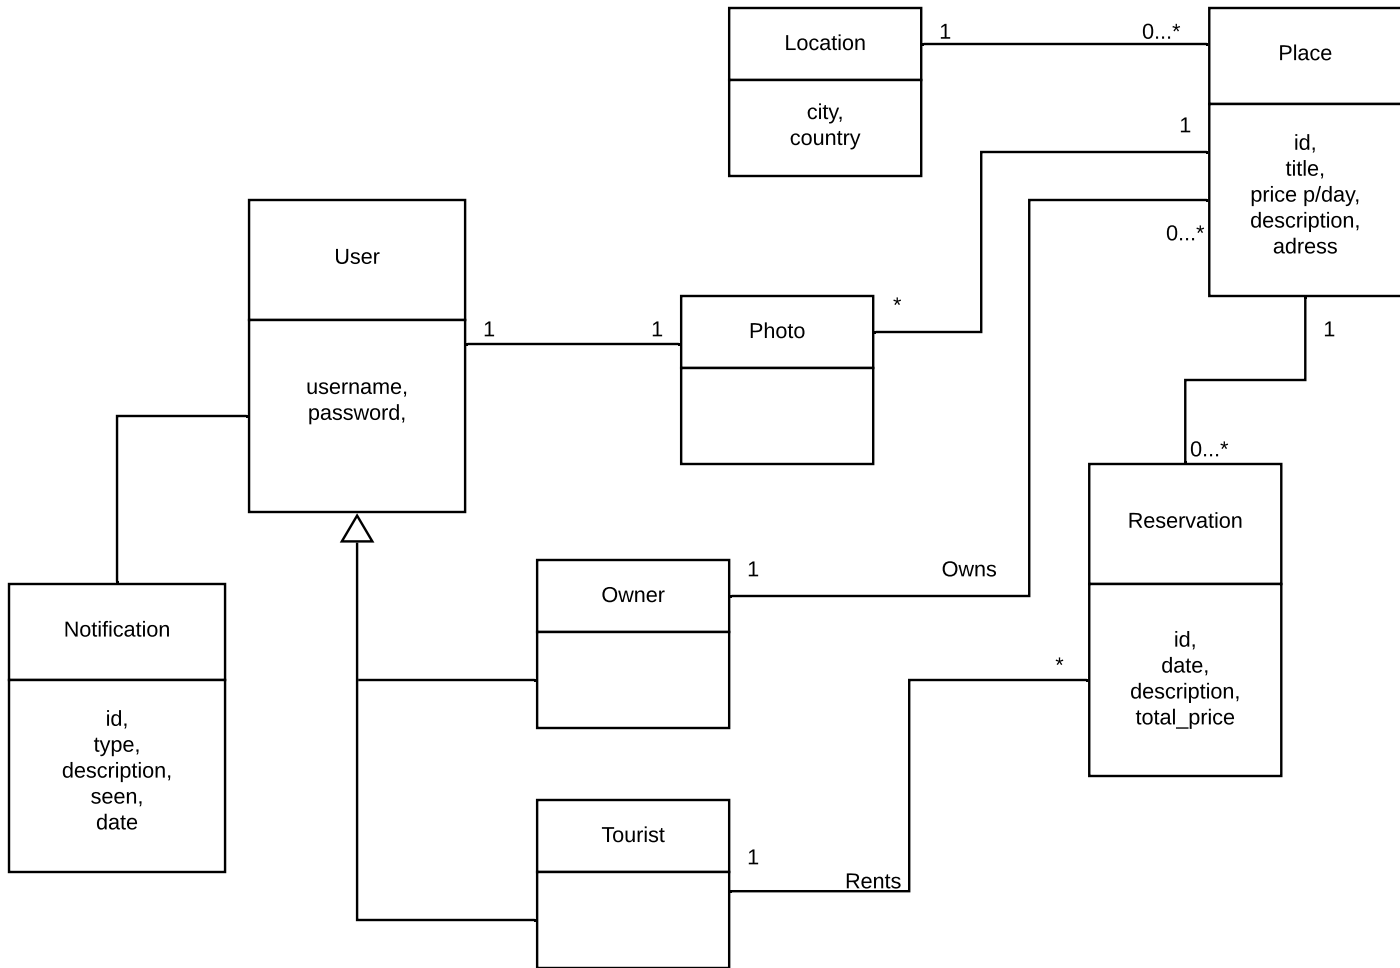 Location
city,
country
1
0...*
Place
id,
title,
price p/day,
description,
adress
1
0...*
1
User
username,
password,
1
1
Photo
*
0...*
Reservation
id,
date,
description,
total_price
Owner
1
Owns
*
Notification
id,
type,
description,
seen,
date
Tourist
1
Rents